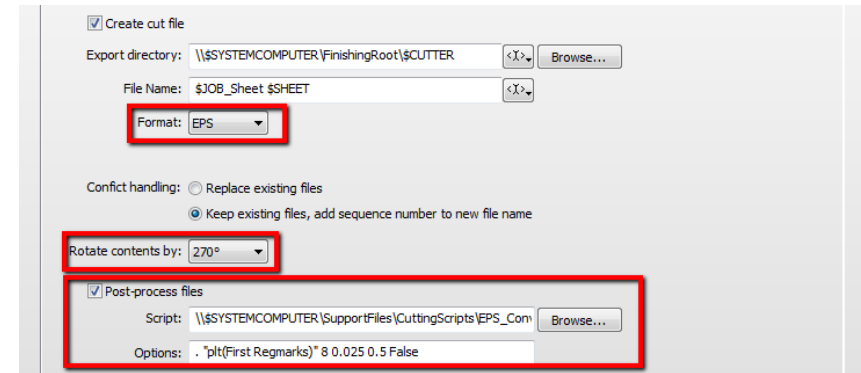 Create cut file
Export directory: \\$SYSTEMCOMPUTER\FinishingRoot\$CUTTER <I> Browse...
File Name: $JOB_Sheet $SHEET <I>
Format: EPS
Confict handling: Replace existing files
Keep existing files, add sequence number to new file name
Rotate contents by: 270°
Post-process files
Script: \\$SYSTEMCOMPUTER\SupportFiles\CuttingScripts\EPS_Con Browse...
Options: . "plt(First Regmarks)" 8 0.025 0.5 False